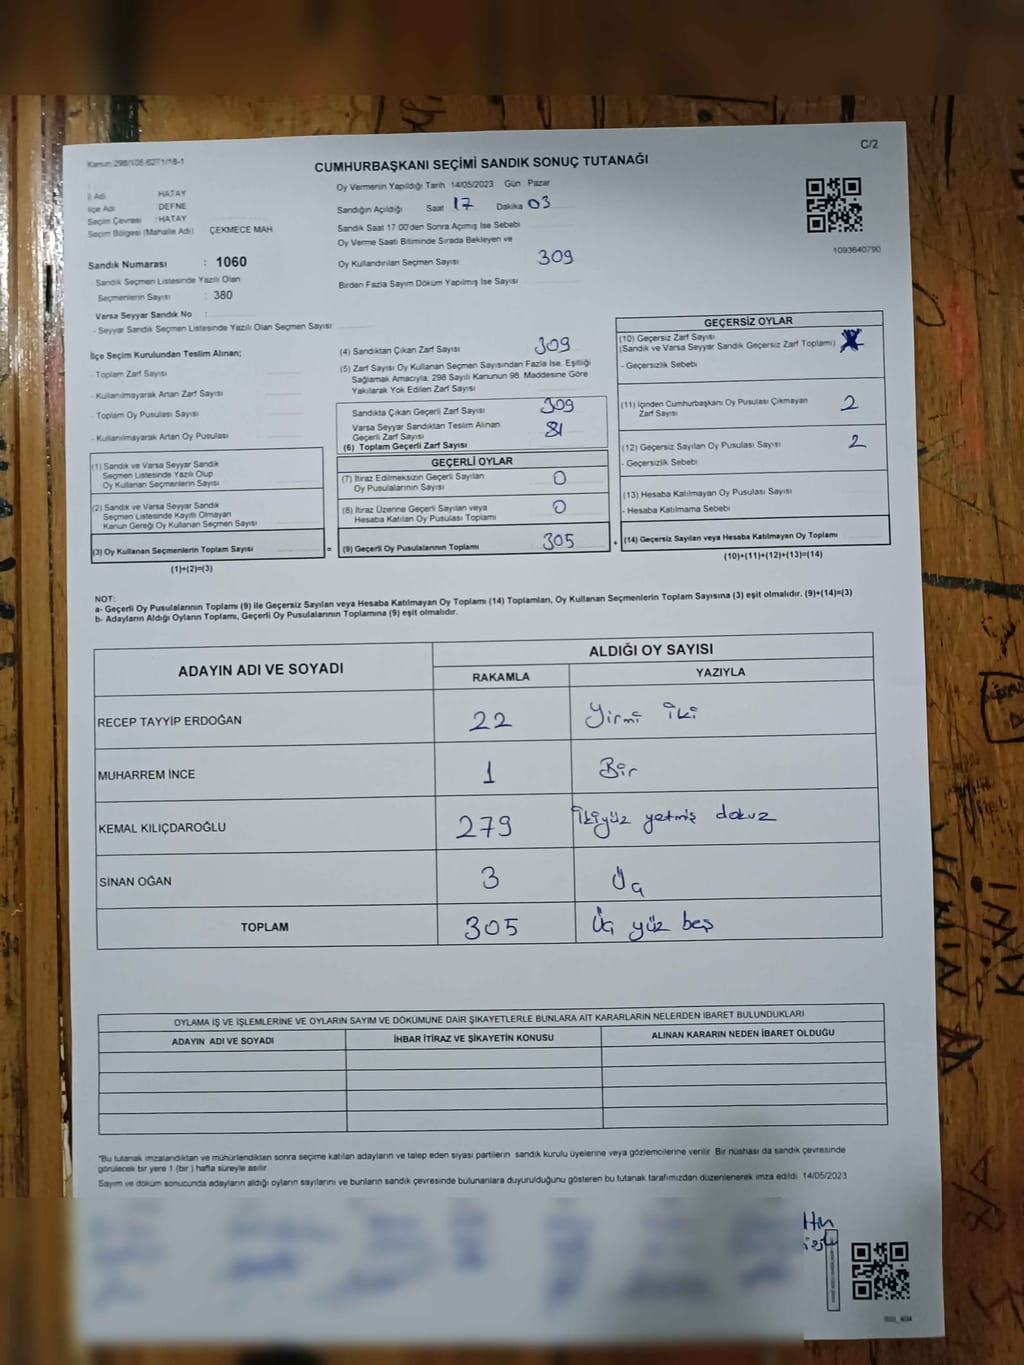 Kanun:298/105,6271/18-1
C/2
CUMHURBAŞKANI SEÇİMİ SANDIK SONUÇ TUTANAĞI
İl Adı HATAY
İlçe Adı DEFNE
Seçim Çevresi : HATAY
Seçim Bölgesi (Mahalle Adı) ÇEKMECE MAH
Sandık Numarası : 1060
Sandık Seçmen Listesinde Yazılı Olan
Seçmenlerin Sayısı : 380
Varsa Seyyar Sandık No :
- Seyyar Sandık Seçmen Listesinde Yazılı Olan Seçmen Sayısı
Oy Vermenin Yapıldığı Tarih 14/05/2023 Gün Pazar
Sandığın Açıldığı Saat 17 Dakika 03
Sandık Saat 17:00'den Sonra Açılmış İse Sebebi
Oy Verme Saati Bitiminde Sırada Bekleyen ve
Oy Kullandırılan Seçmen Sayısı 309
Birden Fazla Sayım Döküm Yapılmış İse Sayısı
1093640790
İlçe Seçim Kurulundan Teslim Alınan;
- Toplam Zarf Sayısı
- Kullanılmayarak Artan Zarf Sayısı
- Toplam Oy Pusulası Sayısı
- Kullanılmayarak Artan Oy Pusulası
(1) Sandık ve Varsa Seyyar Sandık
Seçmen Listesinde Yazılı Olup
Oy Kullanan Seçmenlerin Sayısı
(2) Sandık ve Varsa Seyyar Sandık
Seçmen Listesinde Kayıtlı Olmayan
Kanun Gereği Oy Kullanan Seçmen Sayısı
(3) Oy Kullanan Seçmenlerin Toplam Sayısı =
(1)+(2)=(3)
(4) Sandıktan Çıkan Zarf Sayısı 309
(5) Zarf Sayısı Oy Kullanan Seçmen Sayısından Fazla İse, Eşitliği
Sağlamak Amacıyla, 298 Sayılı Kanunun 98. Maddesine Göre
Yakılarak Yok Edilen Zarf Sayısı
Sandıkta Çıkan Geçerli Zarf Sayısı 309
Varsa Seyyar Sandıktan Teslim Alınan
Geçerli Zarf Sayısı
(6) Toplam Geçerli Zarf Sayısı
GEÇERLİ OYLAR
(7) İtiraz Edilmeksizin Geçerli Sayılan
Oy Pusulalarının Sayısı 0
(8) İtiraz Üzerine Geçerli Sayılan veya
Hesaba Katılan Oy Pusulası Toplamı 0
(9) Geçerli Oy Pusulalarının Toplamı 305 +
GEÇERSİZ OYLAR
(10) Geçersiz Zarf Sayısı
(Sandık ve Varsa Seyyar Sandık Geçersiz Zarf Toplamı)
- Geçersizlik Sebebi
(11) İçinden Cumhurbaşkanı Oy Pusulası Çıkmayan
Zarf Sayısı 2
(12) Geçersiz Sayılan Oy Pusulası Sayısı 2
- Geçersizlik Sebebi
(13) Hesaba Katılmayan Oy Pusulası Sayısı
- Hesaba Katılmama Sebebi
(14) Geçersiz Sayılan veya Hesaba Katılmayan Oy Toplamı
(10)+(11)+(12)+(13)=(14)
NOT:
a- Geçerli Oy Pusulalarının Toplamı (9) ile Geçersiz Sayılan veya Hesaba Katılmayan Oy Toplamı (14) Toplamları, Oy Kullanan Seçmenlerin Toplam Sayısına (3) eşit olmalıdır. (9)+(14)=(3)
b- Adayların Aldığı Oyların Toplamı, Geçerli Oy Pusulalarının Toplamına (9) eşit olmalıdır.
ADAYIN ADI VE SOYADI
ALDIĞI OY SAYISI
RAKAMLA YAZIYLA
RECEP TAYYİP ERDOĞAN 22 Yirmi iki
MUHARREM İNCE 1 Bir
KEMAL KILIÇDAROĞLU 279 ikiyüz yetmiş dokuz
SİNAN OĞAN 3 Üç
TOPLAM 305 Üç yüz beş
OYLAMA İŞ VE İŞLEMLERİNE VE OYLARIN SAYIM VE DÖKÜMÜNE DAİR ŞİKAYETLERLE BUNLARA AİT KARARLARIN NELERDEN İBARET BULUNDUKLARI
ADAYIN ADI VE SOYADI İHBAR İTİRAZ VE ŞİKAYETİN KONUSU ALINAN KARARIN NEDEN İBARET OLDUĞU
*Bu tutanak imzalandıktan ve mühürlendikten sonra seçime katılan adayların ve talep eden siyasi partilerin sandık kurulu üyelerine veya gözlemcilerine verilir. Bir nüshası da sandık çevresinde
görülecek bir yere 1 (bir) hafta süreyle asılır.
Sayım ve döküm sonucunda adayların aldığı oyların sayılarını ve bunların sandık çevresinde bulunanlara duyurulduğunu gösteren bu tutanak tarafımızdan düzenlenerek imza edildi. 14/05/2023
KiWi